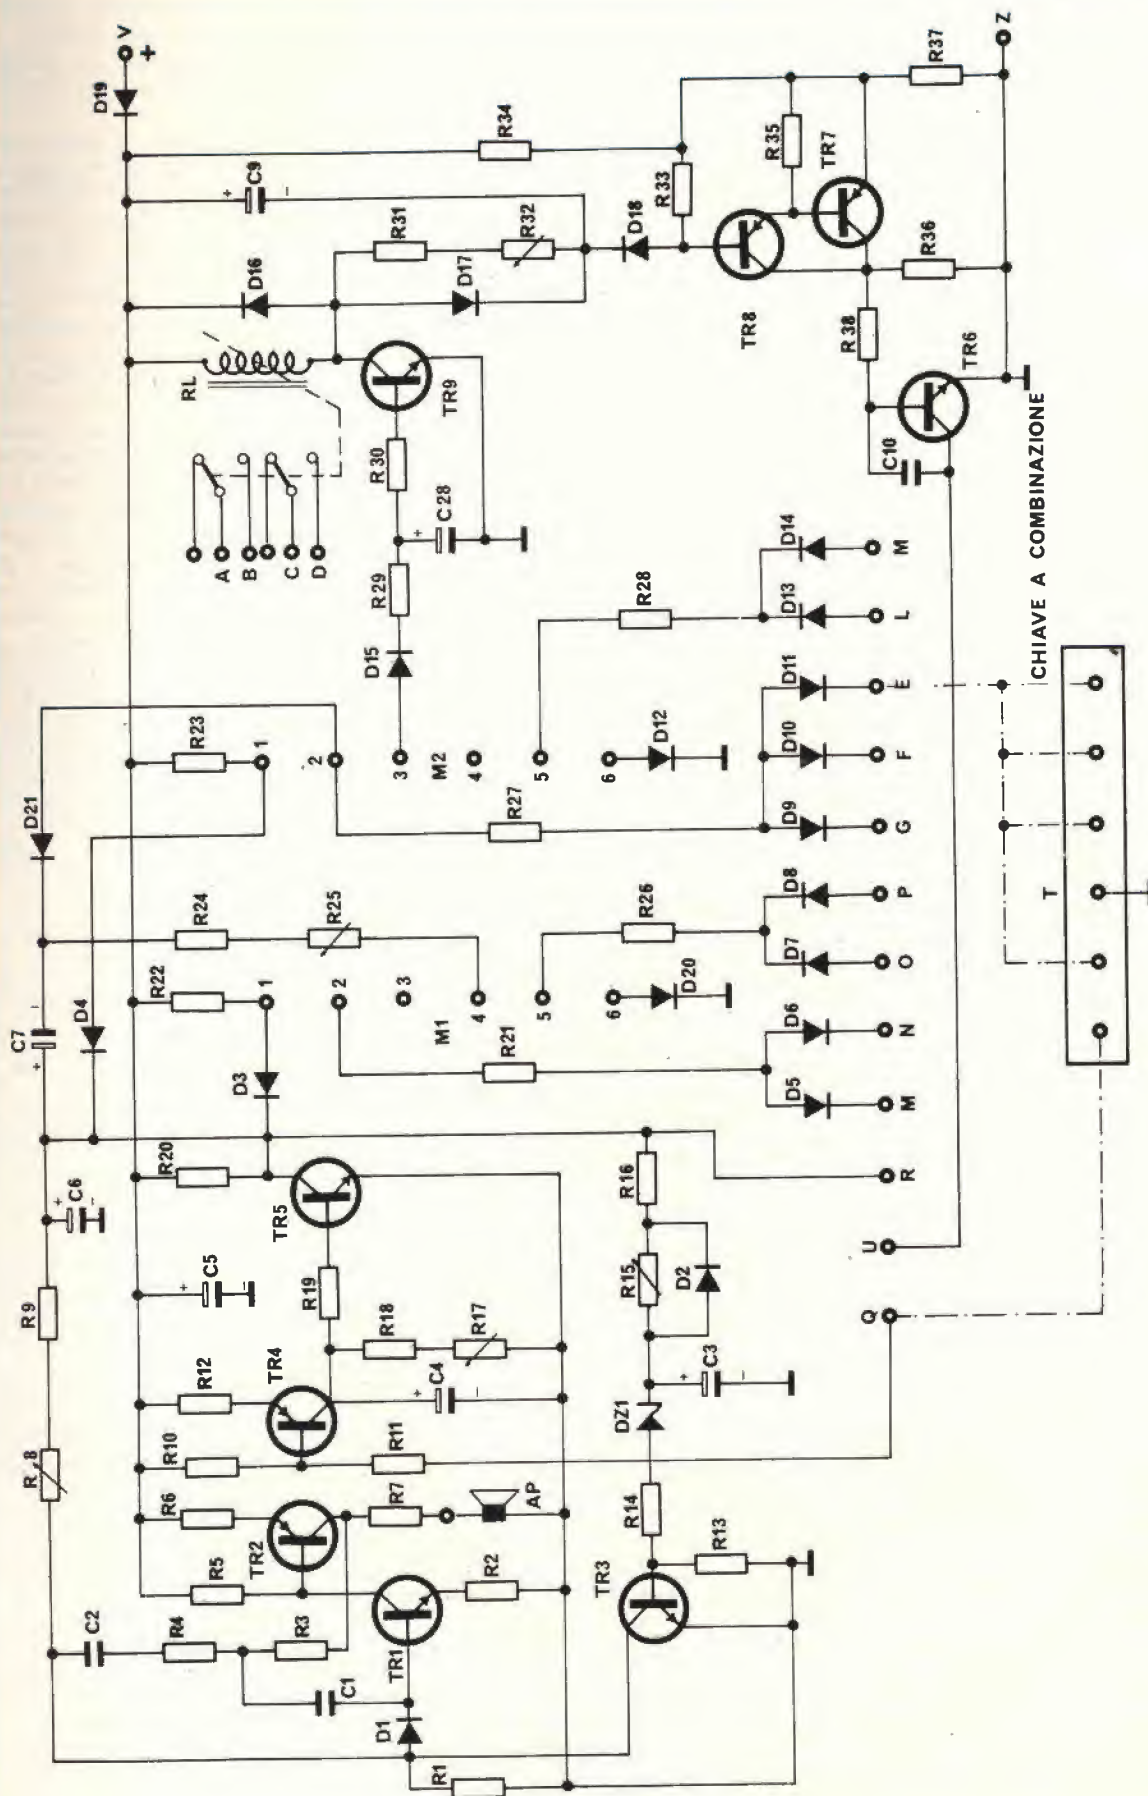 V
+
D19
R34
C9
+
-
R31
R32
D16
D17
D18
R33
R35
TR7
TR8
R37
Z
R36
R38
TR6
C10
RL
TR9
R30
C28
+
R29
D15
A
B
C
D
R23
1
2
3
M2
4
5
6
D12
D21
R27
R28
D14
D13
D11
D10
D9
M
L
E
F
G
CHIAVE A COMBINAZIONE
T
C7
+
-
D4
R24
R25
R22
1
2
3
M1
4
5
6
D20
R26
D8
D7
D6
D5
P
O
N
M
R21
D3
R20
TR5
C6
+
-
C5
+
-
R19
R18
R17
R16
R15
D2
R
U
Q
R9
R8
R12
TR4
C4
+
-
R10
R11
C3
+
-
DZ1
R6
TR2
R7
AP
R5
R2
R14
R13
TR3
C2
R4
R3
TR1
C1
D1
R1